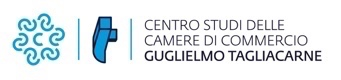 CENTRO STUDI DELLE
CAMERE DI COMMERCIO
GUGLIELMO TAGLIACARNE